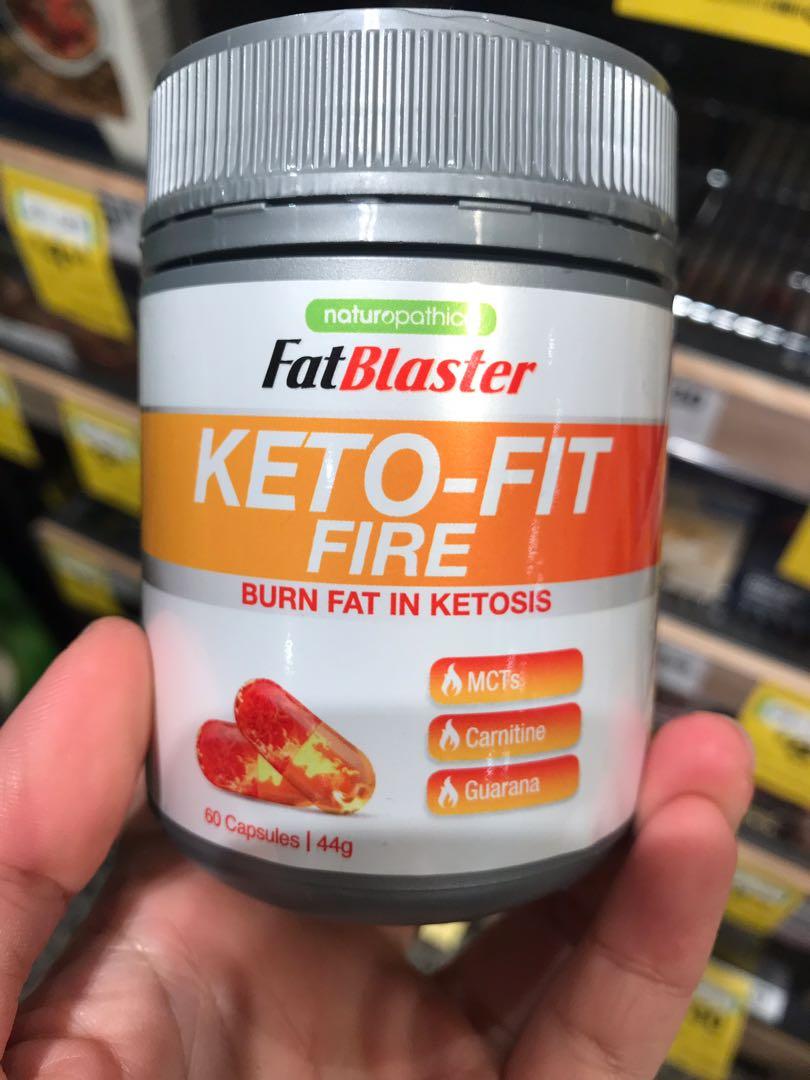 naturopathica
FatBlaster
KETO-FIT
FIRE
BURN FAT IN KETOSIS
MCTs
Carnitine
Guarana
60 Capsules | 44g